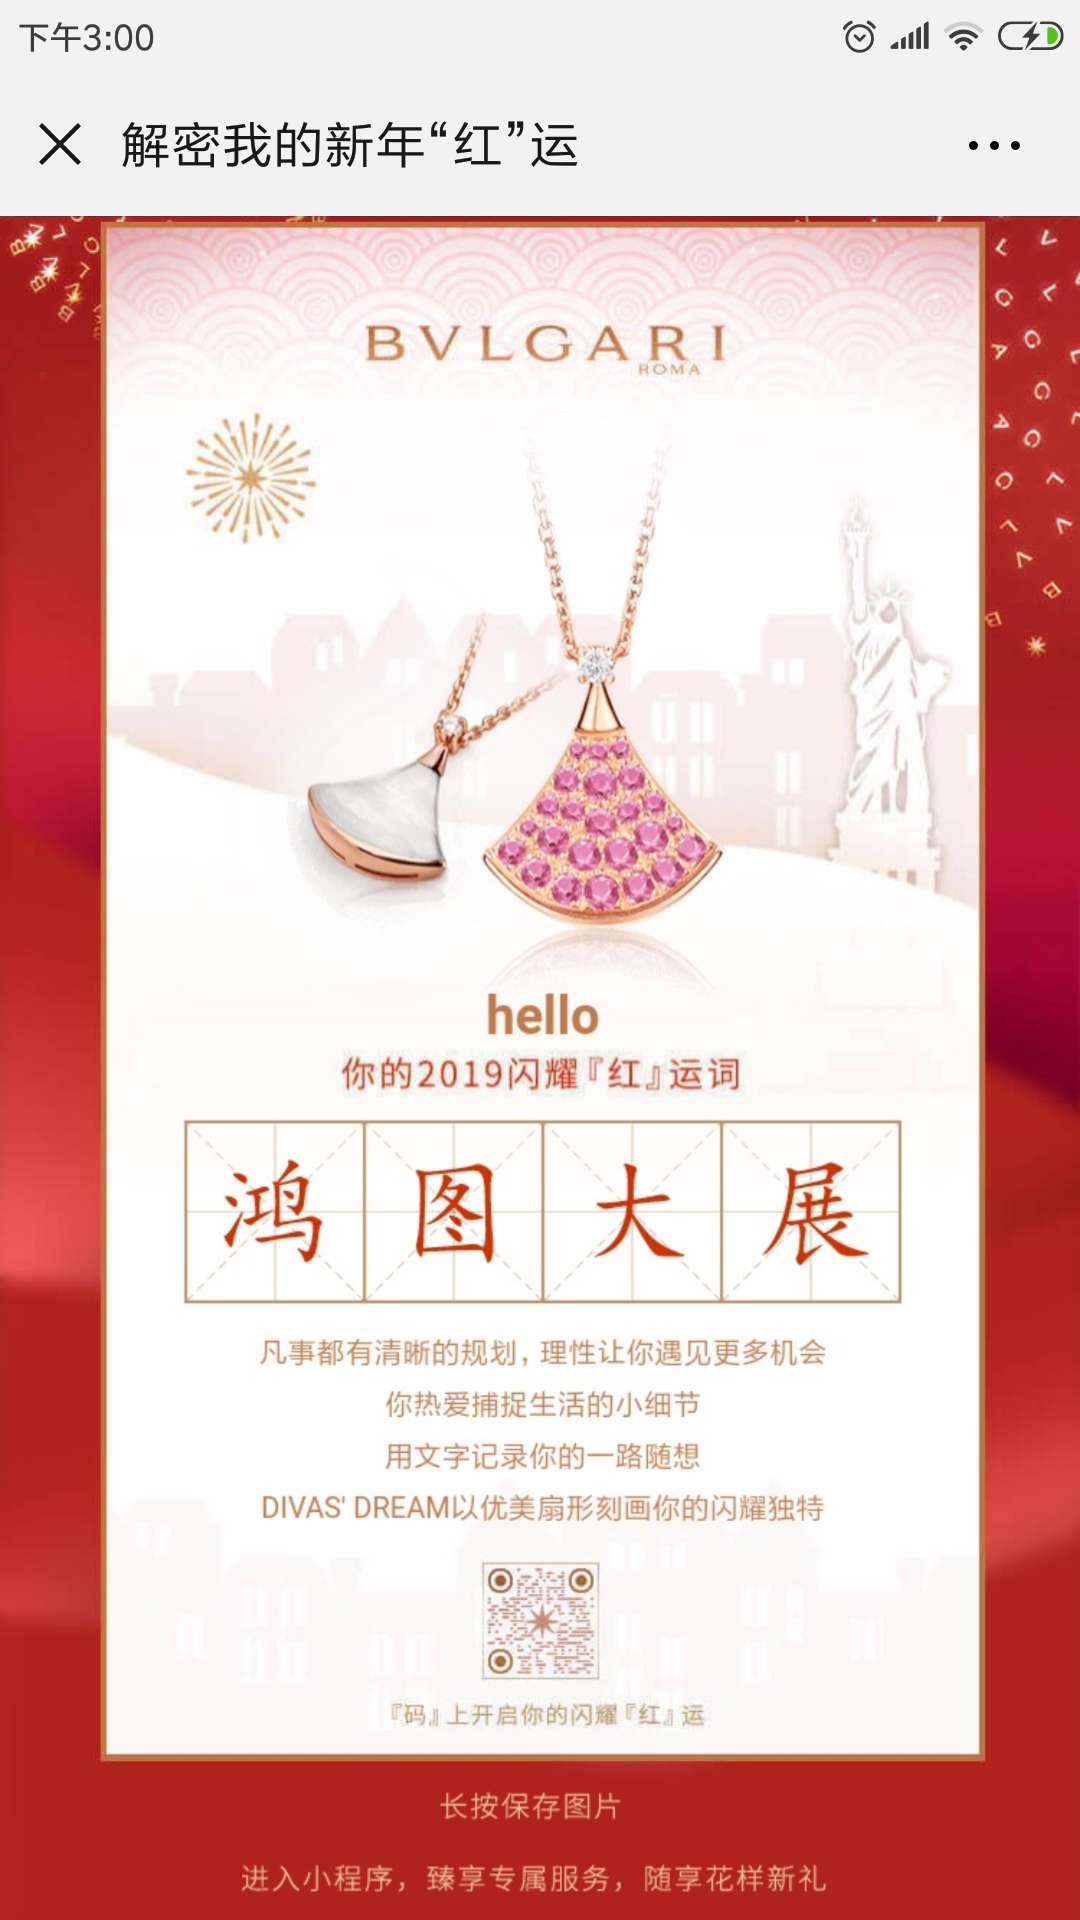 下午3:00
解密我的新年“红”运
BVLGARI
ROMA
hello
你的2019闪耀『红』运词
鸿图大展
凡事都有清晰的规划，理性让你遇见更多机会
你热爱捕捉生活的小细节
用文字记录你的一路随想
DIVAS' DREAM以优美扇形刻画你的闪耀独特
『码』上开启你的闪耀『红』运
长按保存图片
进入小程序，臻享专属服务，随享花样新礼